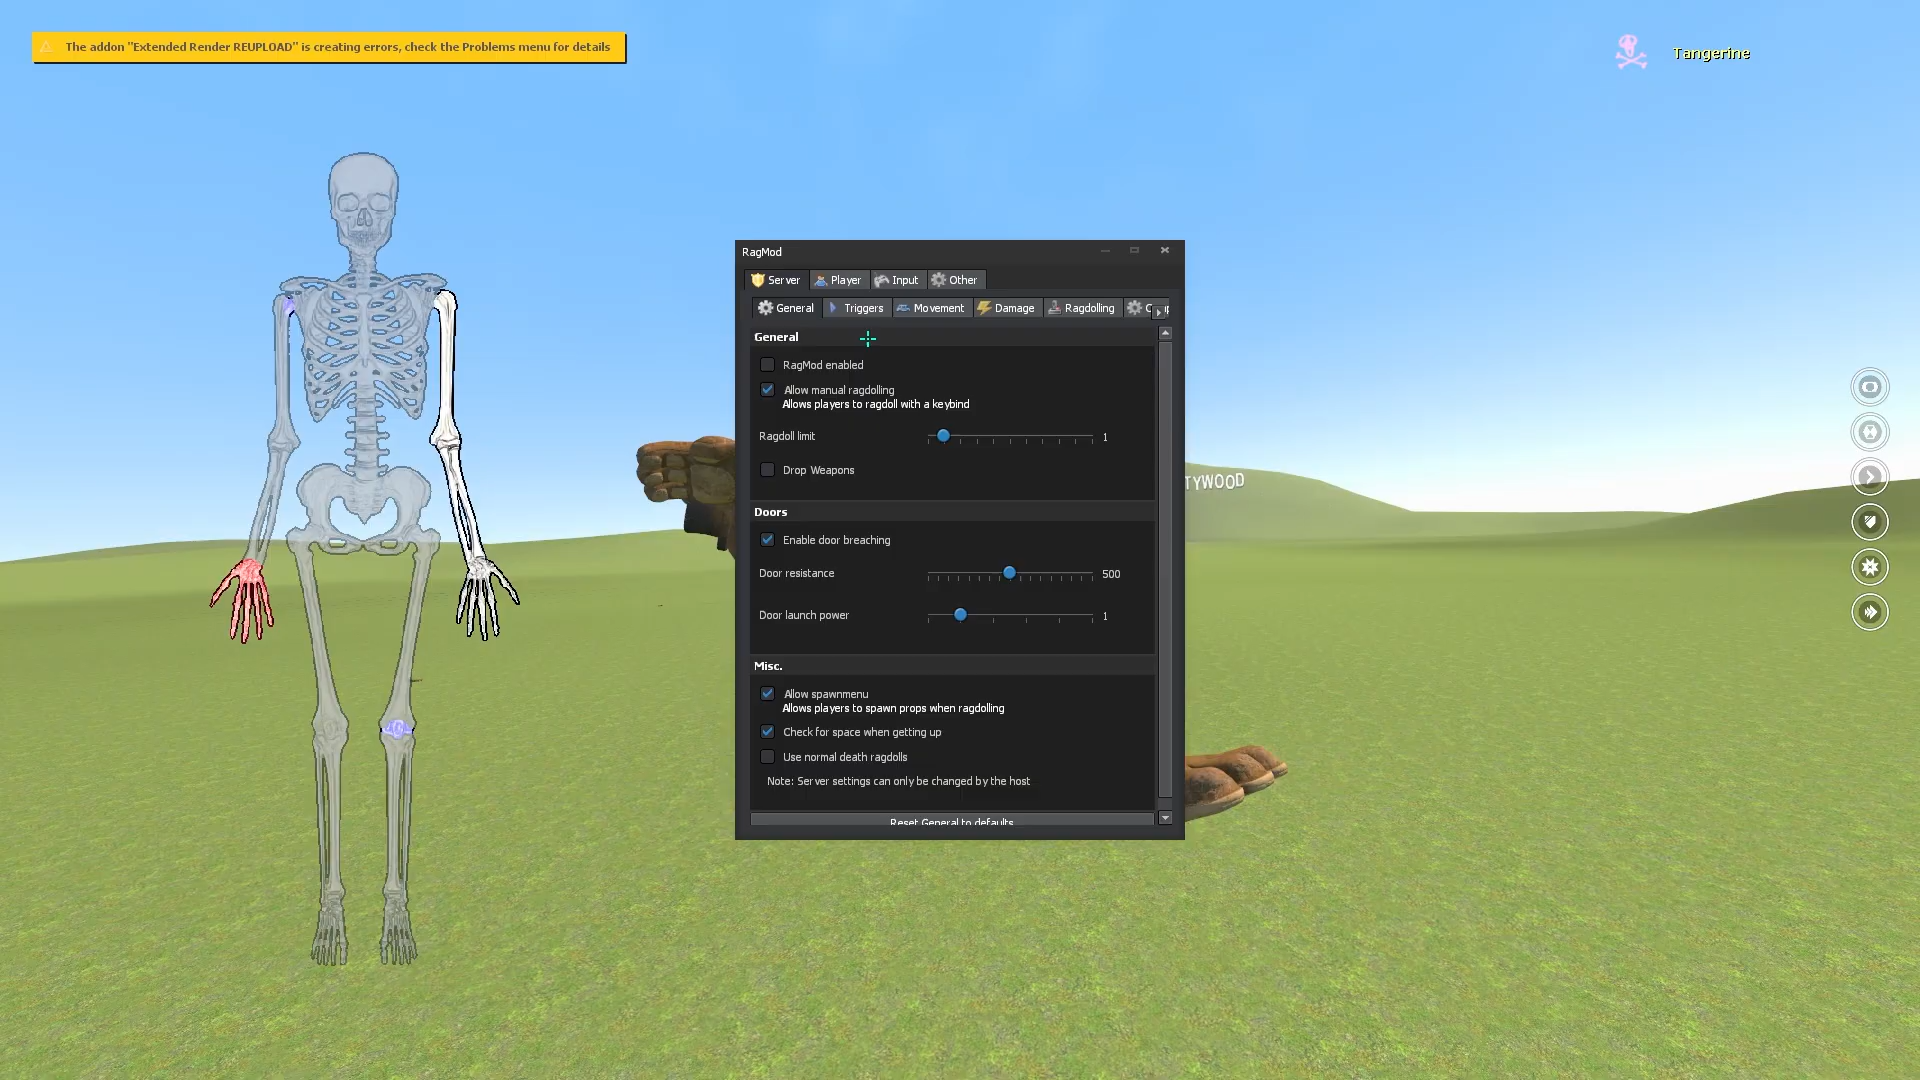 The addon "Extended Render REUPLOAD" is creating errors, check the Problems menu for details
Tangerine
RagMod
Server Player Input Other
General Triggers Movement Damage Ragdolling
General
RagMod enabled
Allow manual ragdolling
Allows players to ragdoll with a keybind
Ragdoll limit 1
Drop Weapons
TYWOOD
Doors
Enable door breaching
Door resistance 500
Door launch power 1
Misc.
Allow spawnmenu
Allows players to spawn props when ragdolling
Check for space when getting up
Use normal death ragdolls
Note: Server settings can only be changed by the host
Reset General to defaults